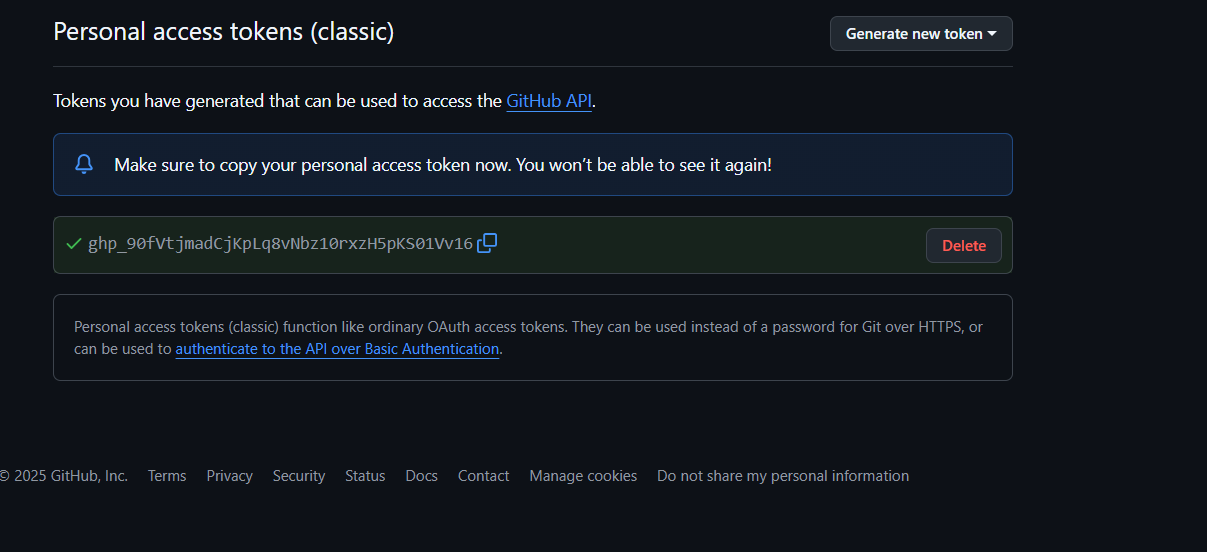 Personal access tokens (classic)
Generate new token
Tokens you have generated that can be used to access the GitHub API.
Make sure to copy your personal access token now. You won’t be able to see it again!
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
Delete
Personal access tokens (classic) function like ordinary OAuth access tokens. They can be used instead of a password for Git over HTTPS, or
can be used to authenticate to the API over Basic Authentication.
© 2025 GitHub, Inc. Terms Privacy Security Status Docs Contact Manage cookies Do not share my personal information